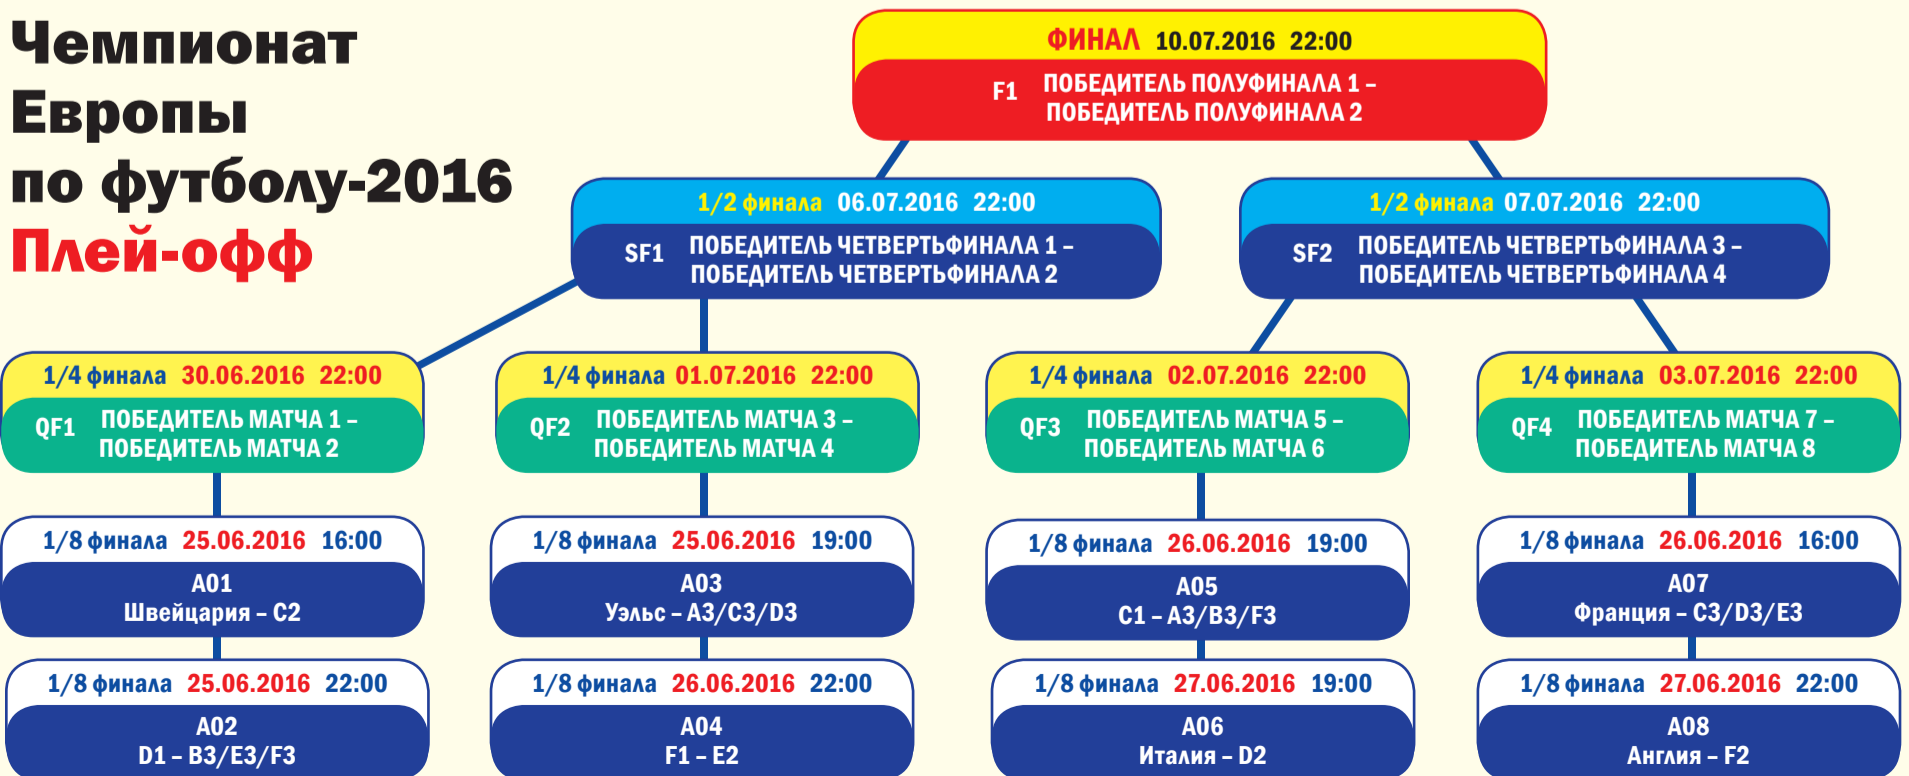 Чемпионат
Европы
по футболу-2016
Плей-офф
ФИНАЛ 10.07.2016 22:00
F1 ПОБЕДИТЕЛЬ ПОЛУФИНАЛА 1 –
ПОБЕДИТЕЛЬ ПОЛУФИНАЛА 2
1/2 финала 06.07.2016 22:00
SF1 ПОБЕДИТЕЛЬ ЧЕТВЕРТЬФИНАЛА 1 –
ПОБЕДИТЕЛЬ ЧЕТВЕРТЬФИНАЛА 2
1/2 финала 07.07.2016 22:00
SF2 ПОБЕДИТЕЛЬ ЧЕТВЕРТЬФИНАЛА 3 –
ПОБЕДИТЕЛЬ ЧЕТВЕРТЬФИНАЛА 4
1/4 финала 30.06.2016 22:00
QF1 ПОБЕДИТЕЛЬ МАТЧА 1 –
ПОБЕДИТЕЛЬ МАТЧА 2
1/4 финала 01.07.2016 22:00
QF2 ПОБЕДИТЕЛЬ МАТЧА 3 –
ПОБЕДИТЕЛЬ МАТЧА 4
1/4 финала 02.07.2016 22:00
QF3 ПОБЕДИТЕЛЬ МАТЧА 5 –
ПОБЕДИТЕЛЬ МАТЧА 6
1/4 финала 03.07.2016 22:00
QF4 ПОБЕДИТЕЛЬ МАТЧА 7 –
ПОБЕДИТЕЛЬ МАТЧА 8
1/8 финала 25.06.2016 16:00
A01
Швейцария – C2
1/8 финала 25.06.2016 19:00
A03
Уэльс – A3/C3/D3
1/8 финала 26.06.2016 19:00
A05
C1 – A3/B3/F3
1/8 финала 26.06.2016 16:00
A07
Франция – C3/D3/E3
1/8 финала 25.06.2016 22:00
A02
D1 – B3/E3/F3
1/8 финала 26.06.2016 22:00
A04
F1 – E2
1/8 финала 27.06.2016 19:00
A06
Италия – D2
1/8 финала 27.06.2016 22:00
A08
Англия – F2